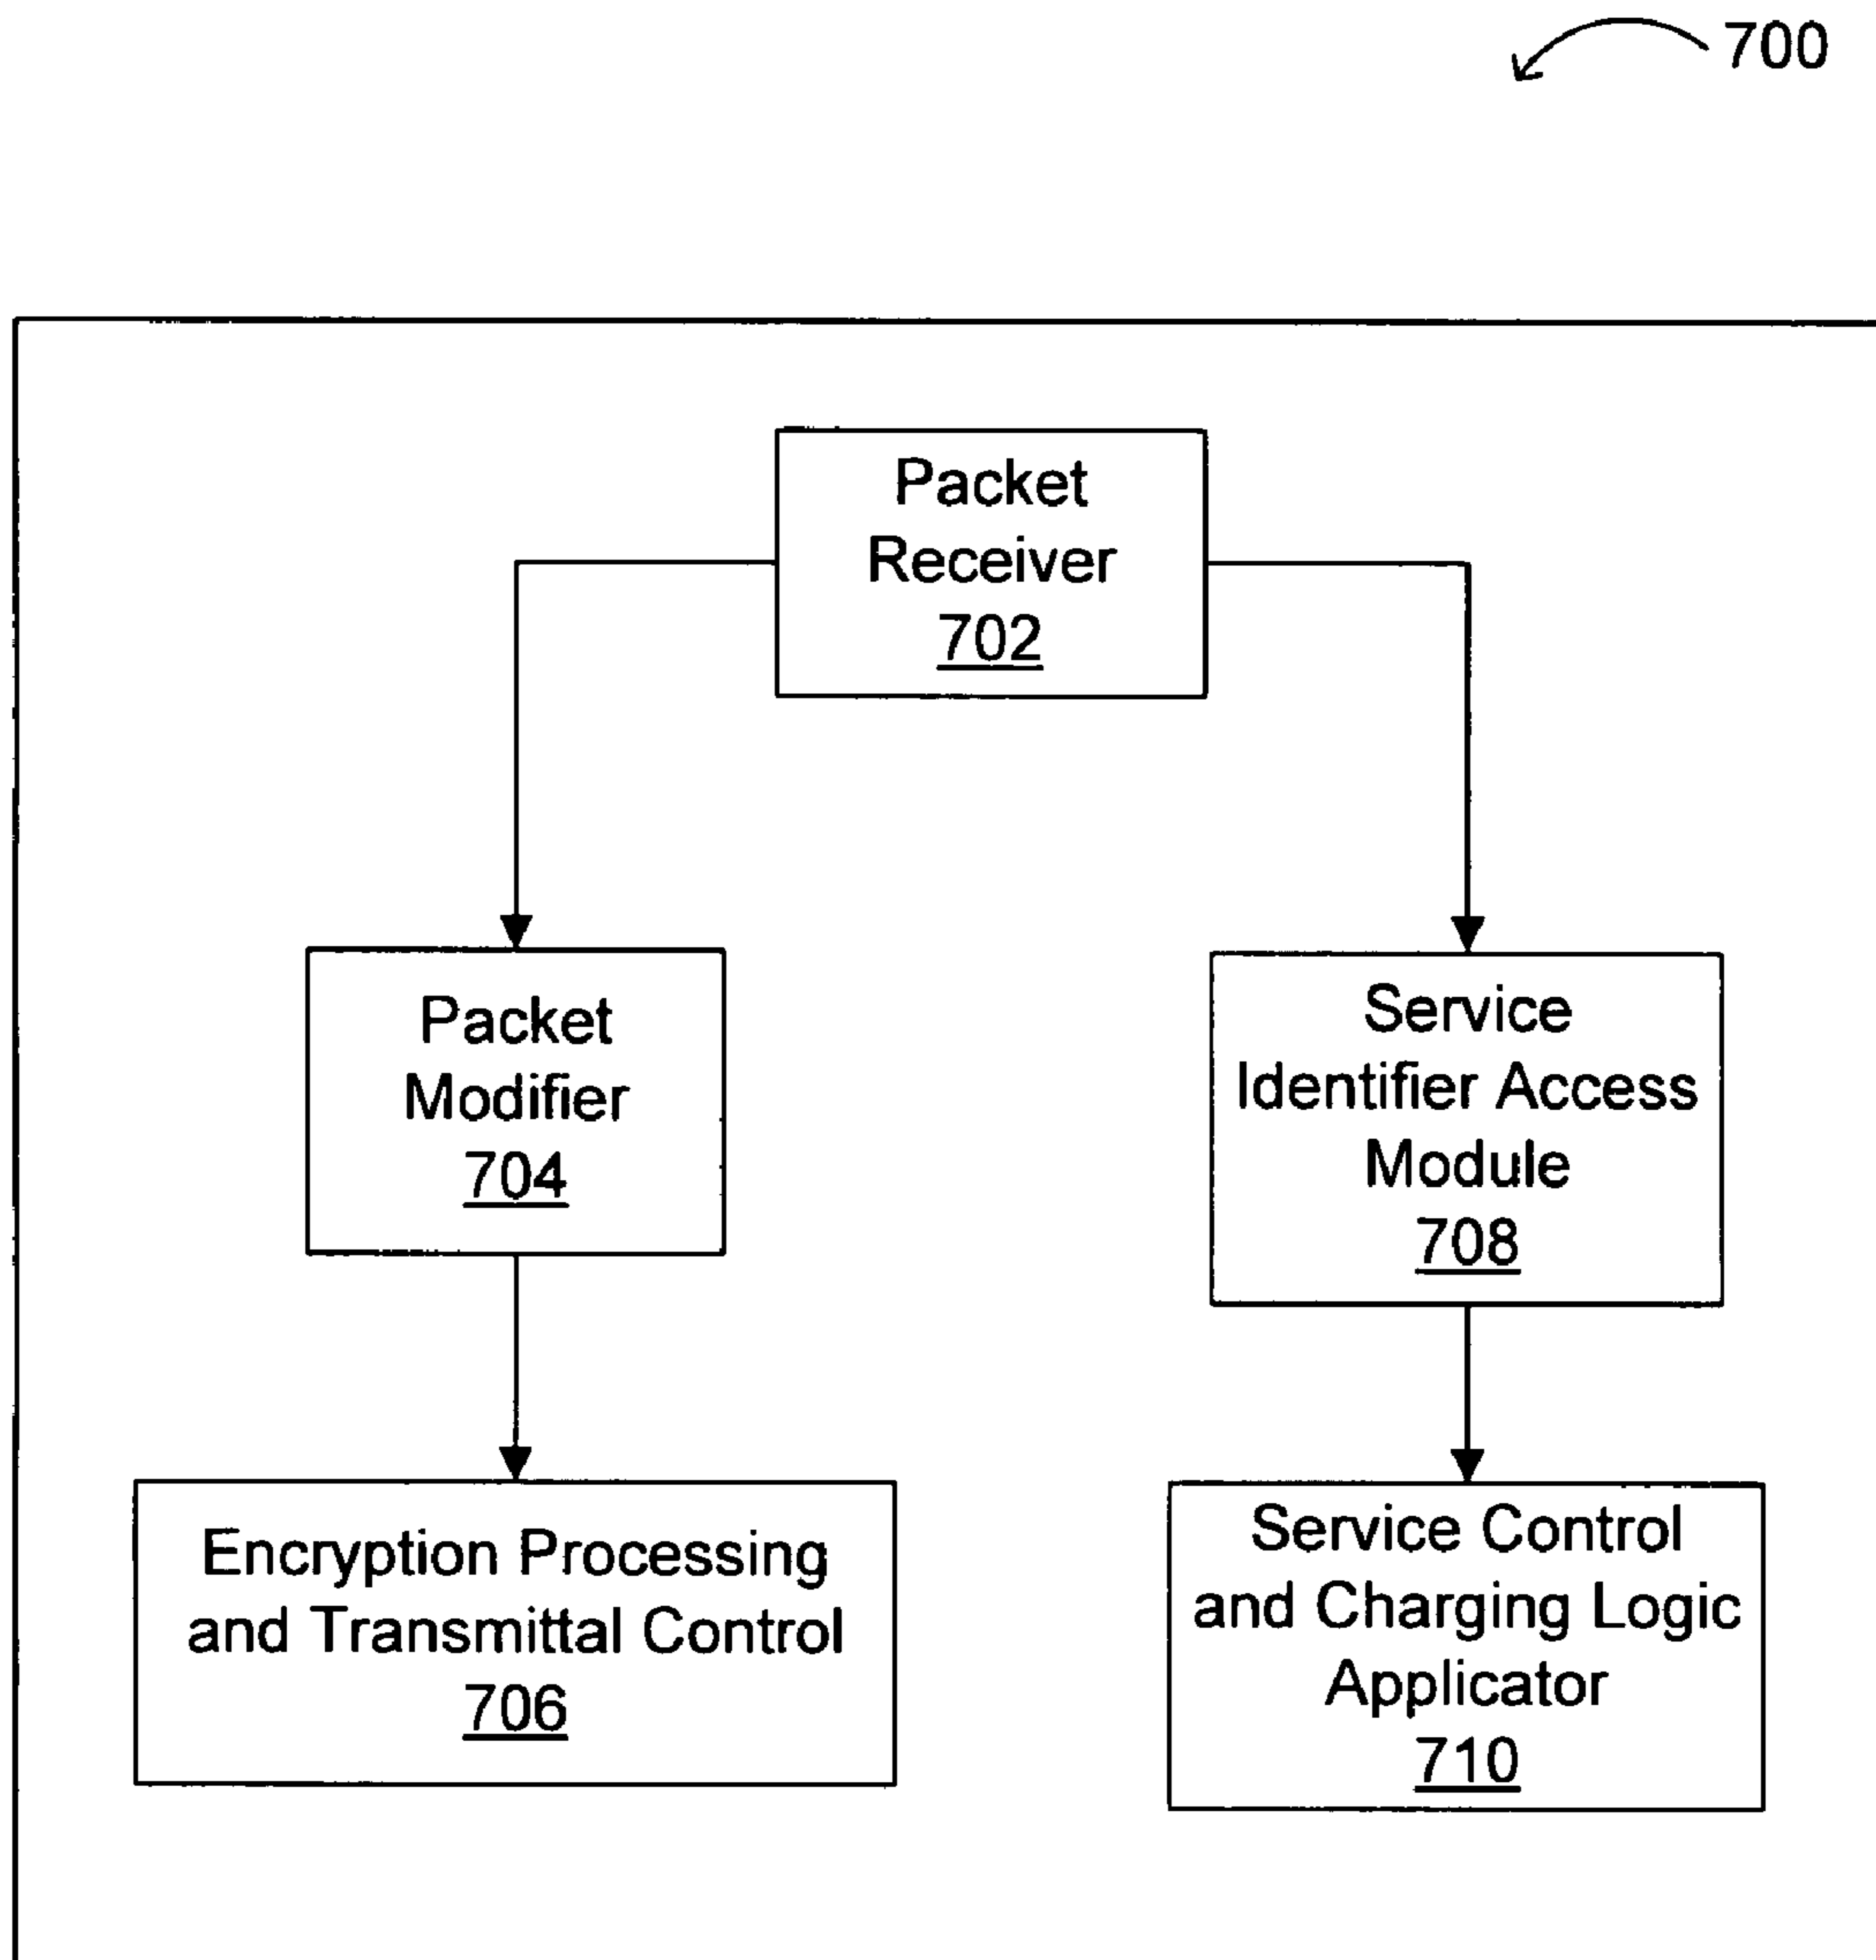 700
Packet
Receiver
702
Packet
Modifier
704
Service
Identifier Access
Module
708
Encryption Processing
and Transmittal Control
706
Service Control
and Charging Logic
Applicator
710